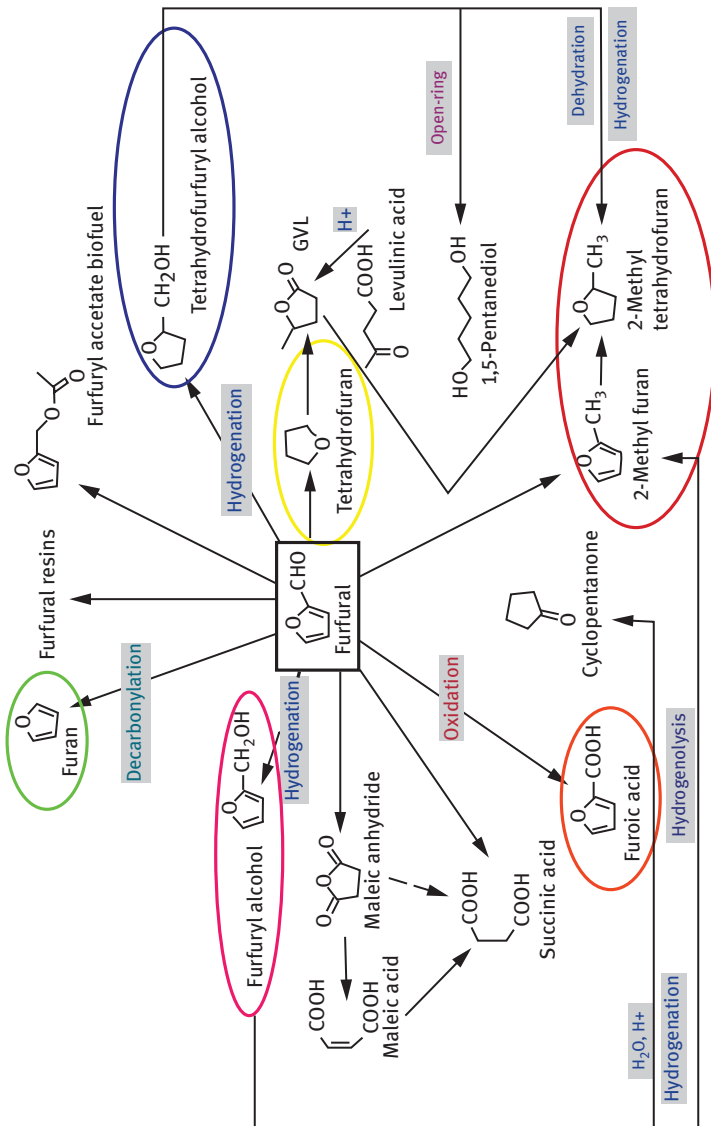 O
Furan
Furfural resins
O
O
O
Furfuryl accetate biofuel
Decarbonylation
O
CH2OH
Tetrahydrofurfuryl alcohol
Furfuryl alcohol
O
CH2OH
Hydrogenation
Hydrogenation
O
O
O
Maleic anhydride
O
CHO
Furfural
O
Tetrahydrofuran
O
O
GVL
H+
COOH
COOH
Maleic acid
COOH
O
Levulinic acid
COOH
COOH
Succinic acid
Oxidation
HO
OH
1,5-Pentanediol
Open-ring
O
Cyclopentanone
O
COOH
Furoic acid
O
CH3
2-Methyl furan
O
CH3
2-Methyl
tetrahydrofuran
Dehydration
Hydrogenation
H2O, H+
Hydrogenation
Hydrogenolysis